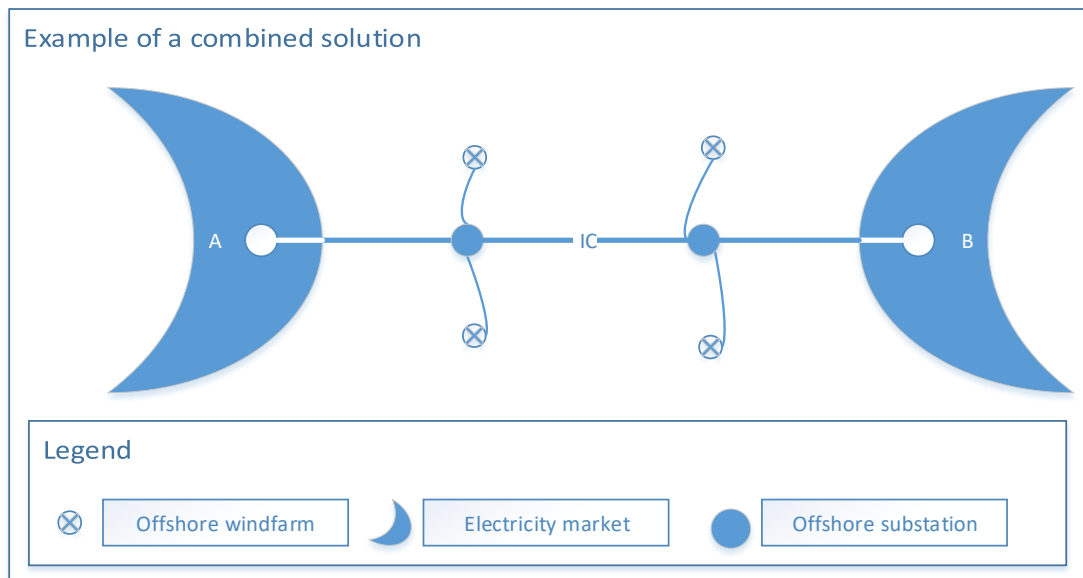 Example of a combined solution
A
IC
B
Legend
Offshore windfarm
Electricity market
Offshore substation